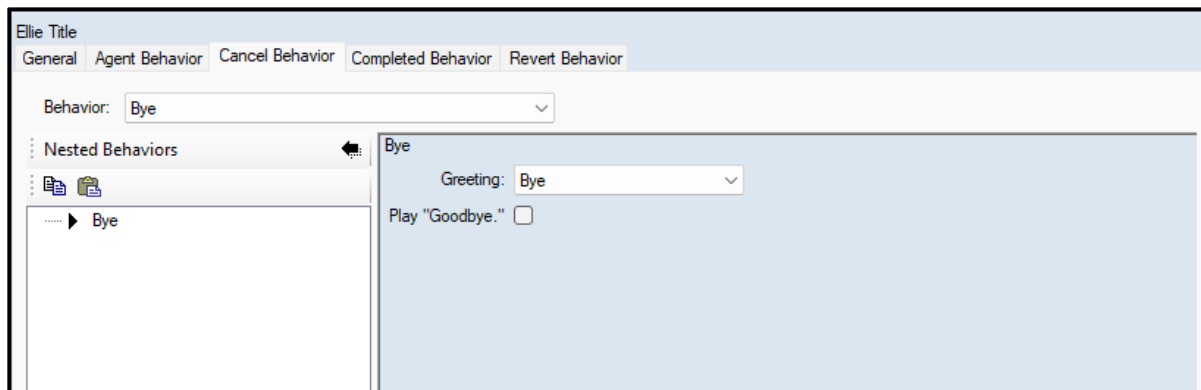 Ellie Title
General Agent Behavior Cancel Behavior Completed Behavior Revert Behavior
Behavior: Bye
Nested Behaviors
Bye
Bye
Greeting: Bye
Play "Goodbye."